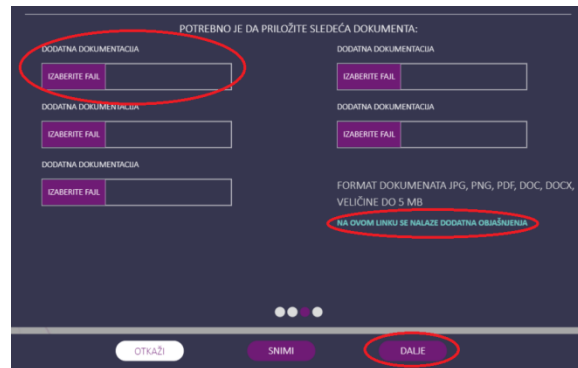 POTREBNO JE DA PRILOŽITE SLEDEĆA DOKUMENTA:
DODATNA DOKUMENTACIJA
IZABERITE FAJL
DODATNA DOKUMENTACIJA
IZABERITE FAJL
DODATNA DOKUMENTACIJA
IZABERITE FAJL
DODATNA DOKUMENTACIJA
IZABERITE FAJL
DODATNA DOKUMENTACIJA
IZABERITE FAJL
FORMAT DOKUMENATA JPG, PNG, PDF, DOC, DOCX,
VELIČINE DO 5 MB
NA OVOM LINKU SE NALAZE DODATNA OBJAŠNJENJA
OTKAŽI
SNIMI
DALJE